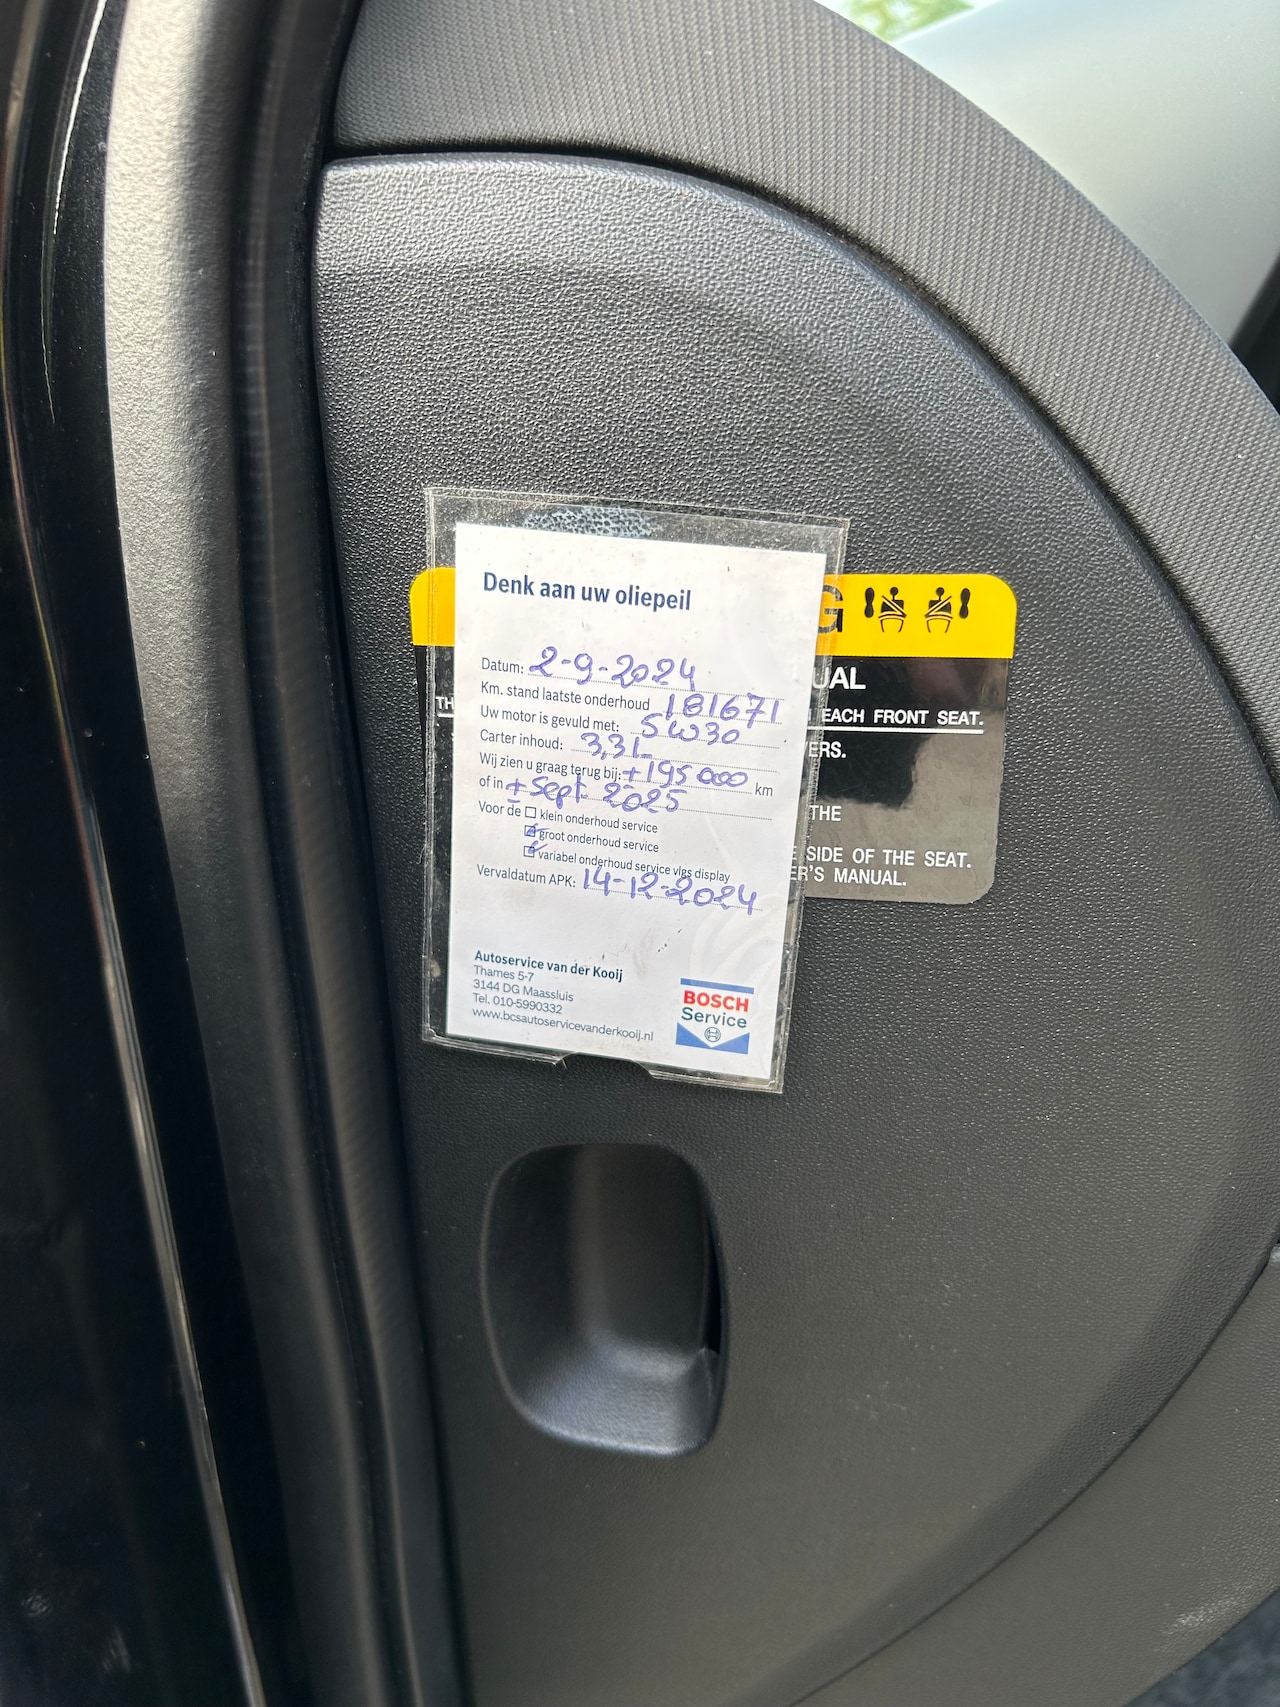 Denk aan uw oliepeil
Datum: 2-9-2024
Km. stand laatste onderhoud 181671
Uw motor is gevuld met: 5W30
Carter inhoud: 3,3L
Wij zien u graag terug bij: ±195000 km
of in ± Sept 2025
Voor de ☐ klein onderhoud service
☑ groot onderhoud service
☑ variabel onderhoud service vlgs display
Vervaldatum APK: 14-12-2024
Autoservice van der Kooij
Thames 5-7
3144 DG Maassluis
Tel. 010-5990332
www.bcsautoservicevanderkooij.nl
BOSCH
Service
G
UAL
TH
EACH FRONT SEAT.
ERS.
THE
E SIDE OF THE SEAT.
ER'S MANUAL.